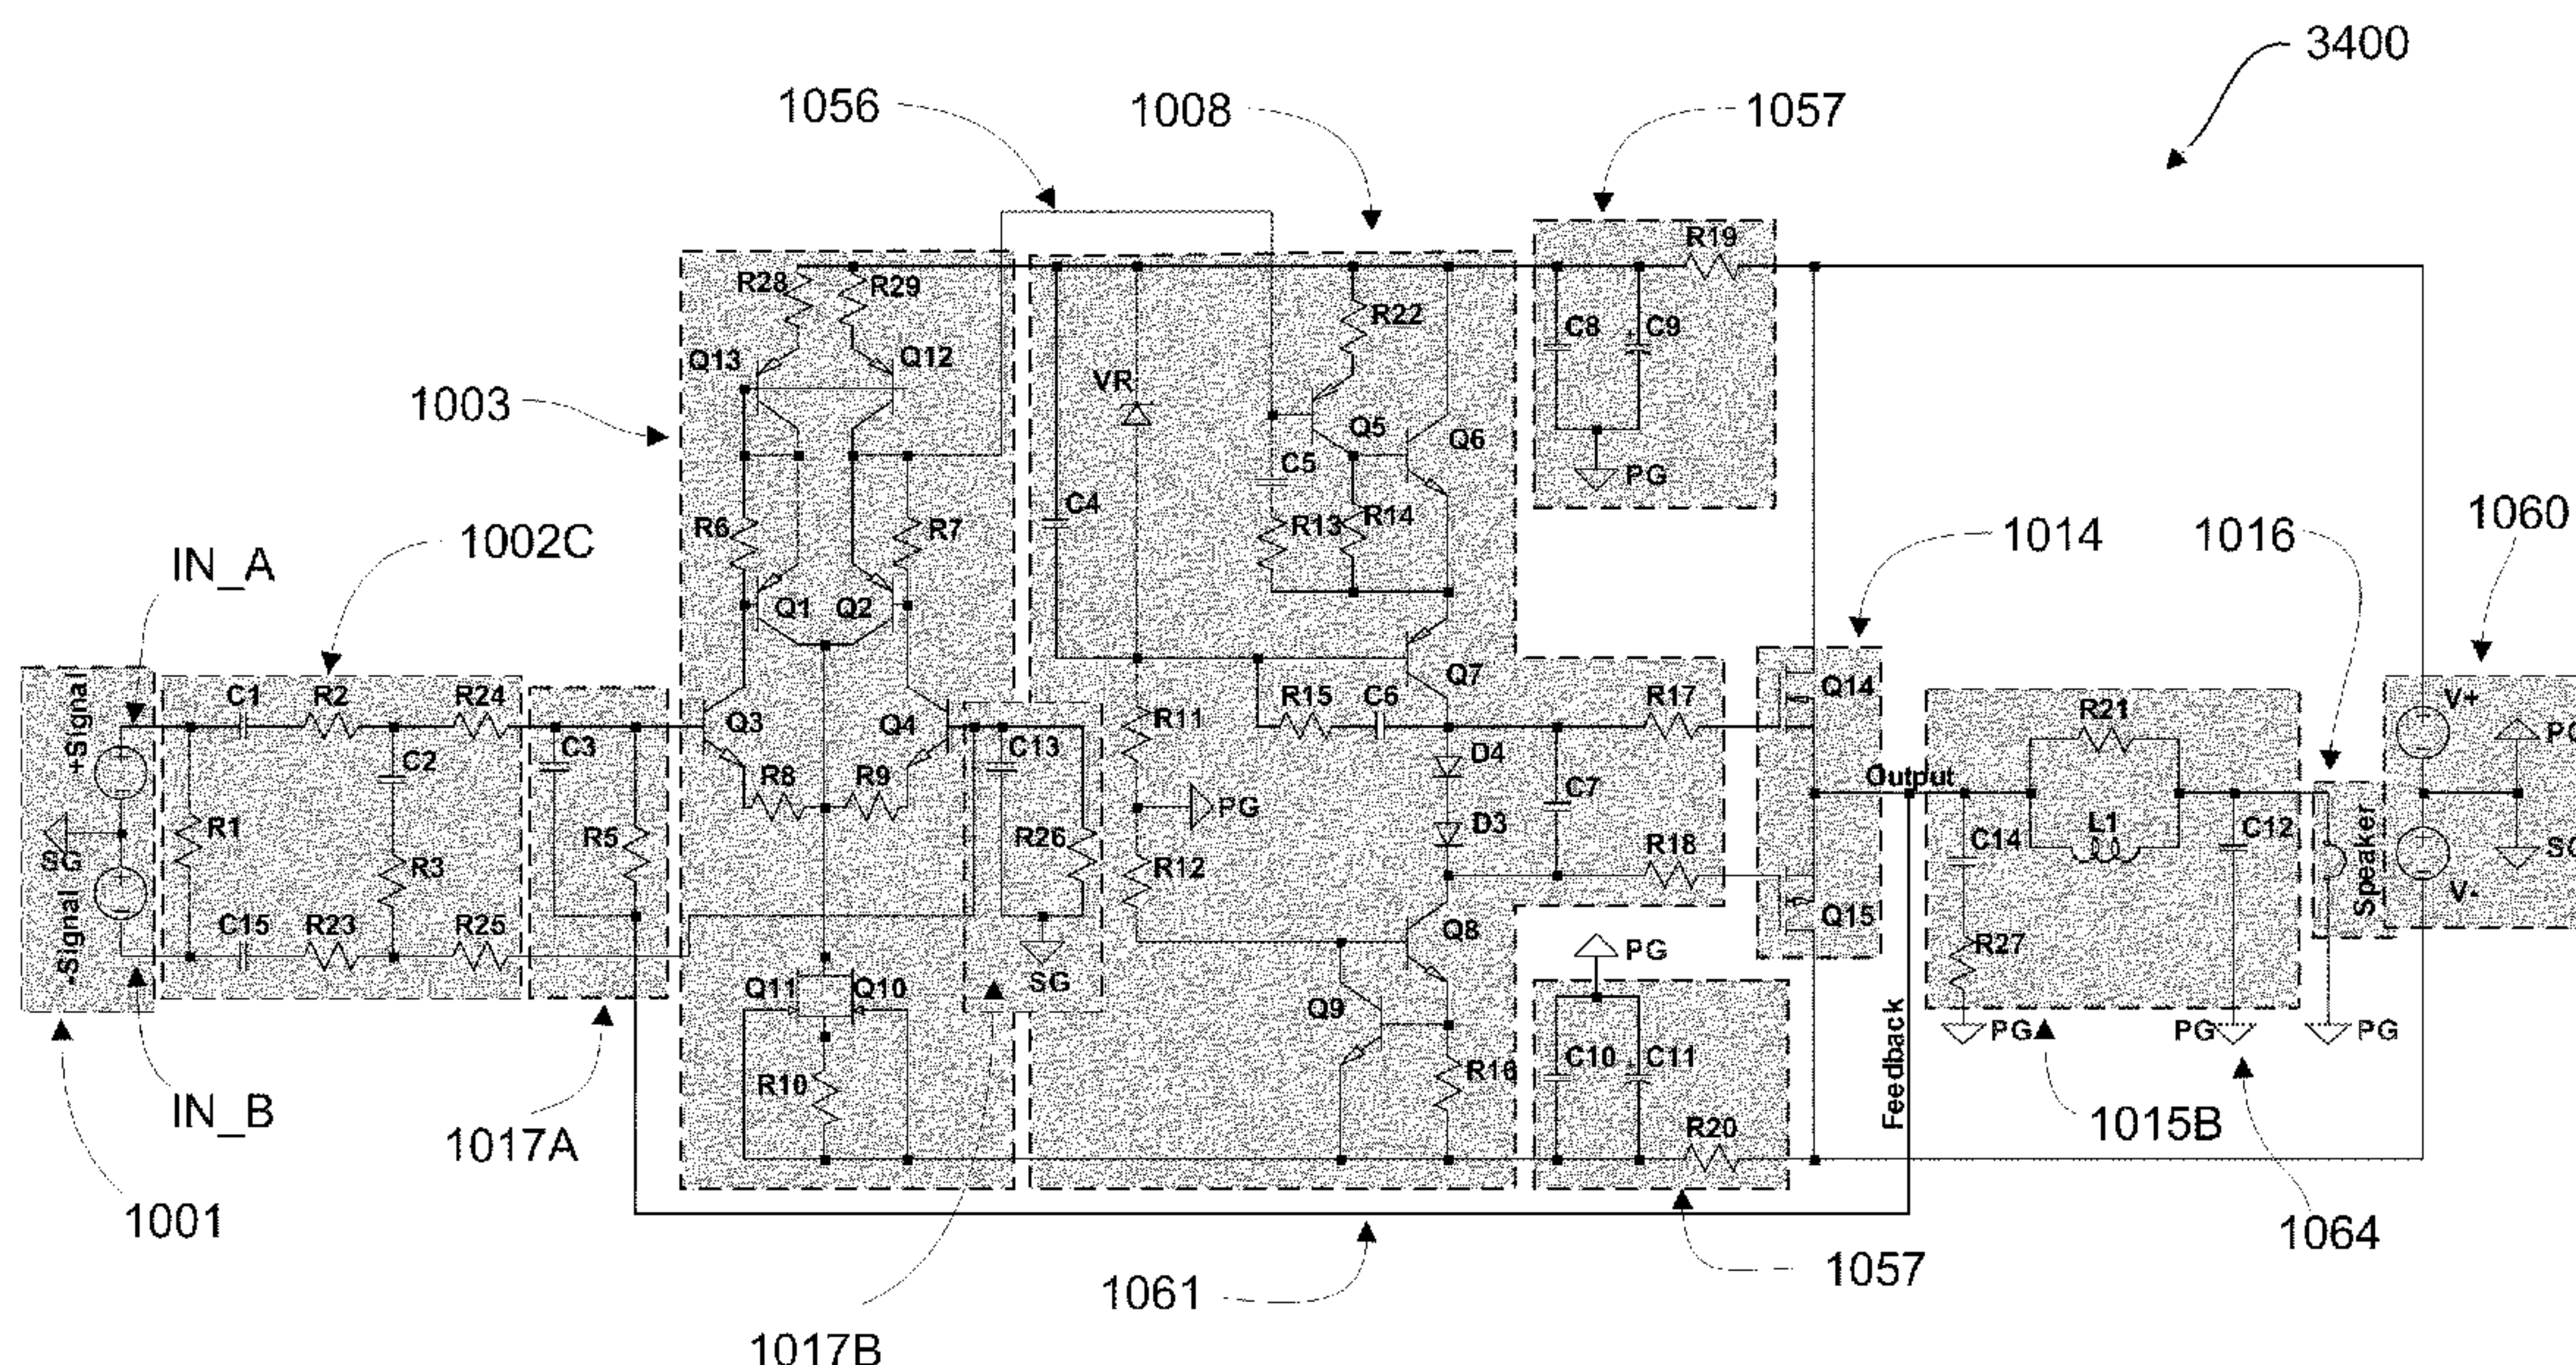 3400
1056
1008
1057
R19
R28
R29
R22
C8
C9
Q13
Q12
VR
1003
Q5
Q6
C5
PG
C4
R6
R7
R13
R14
1002C
1014
1016
1060
IN_A
Q1
Q2
+Signal
C1
R2
R24
Q3
Q4
C3
C13
R11
Q7
R15
C6
R17
Q14
R21
V+
C2
D4
PG
R8
R9
PG
C7
Output
R1
R5
R26
D3
C14
L1
C12
SG
R3
R12
R18
Speaker
SG
-Signal
C15
R23
R25
Q8
Q15
V-
PG
R27
Q11
Q10
SG
Q9
IN_B
PG
PG
PG
R10
C10
C11
R16
Feedback
1017A
R20
1015B
1001
1064
1061
1057
1017B